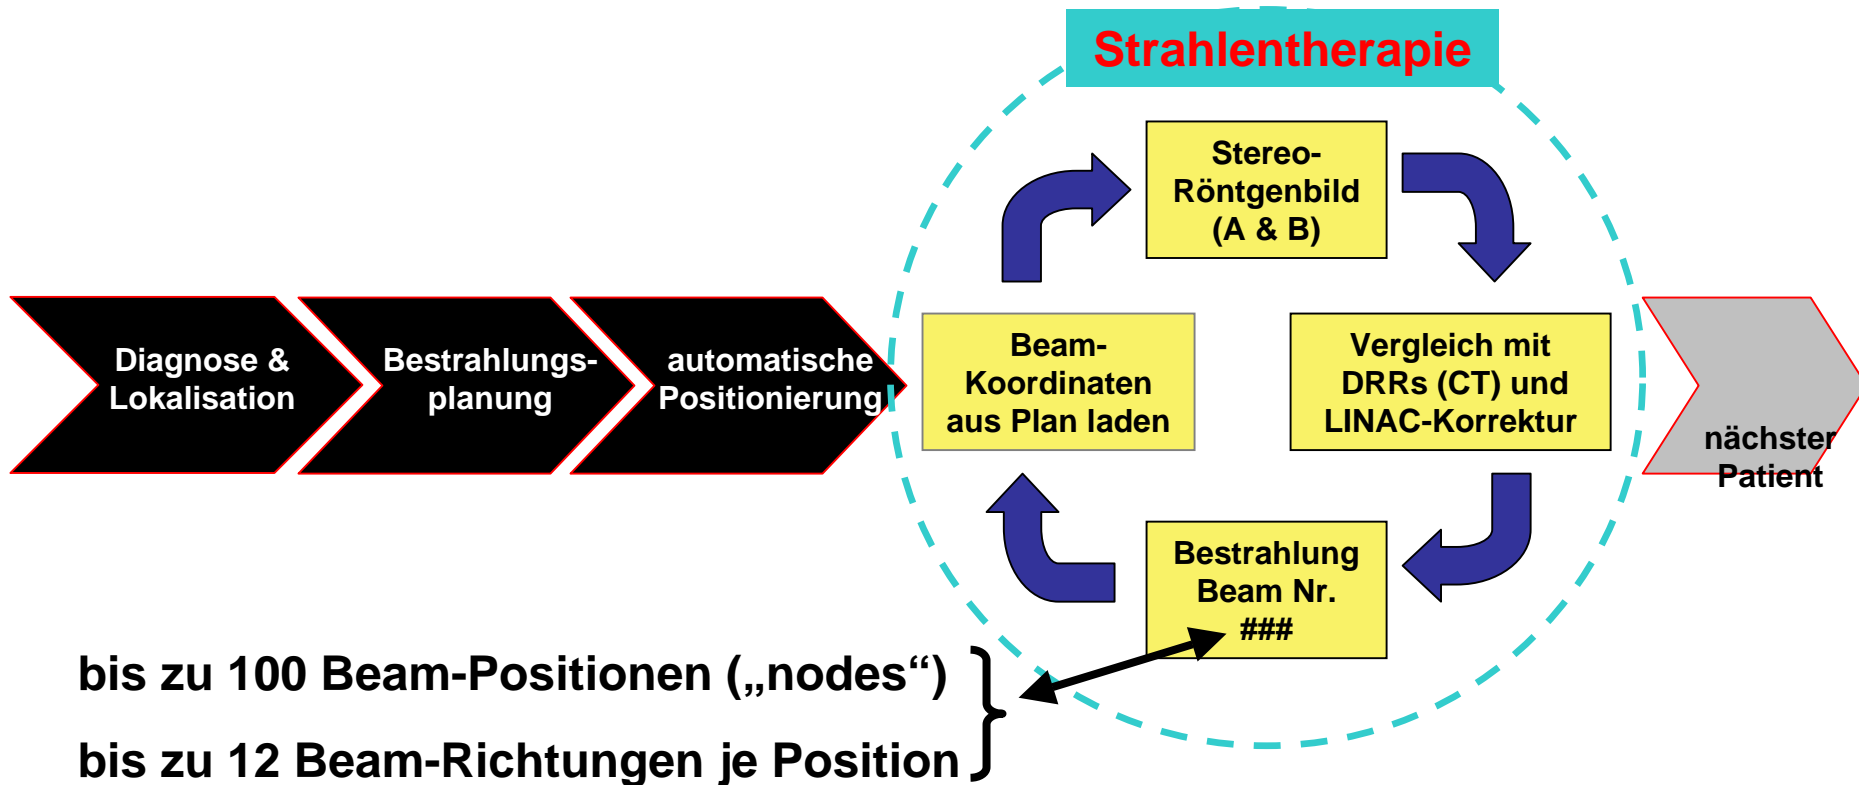 Strahlentherapie
Stereo-
Röntgenbild
(A & B)
Diagnose &
Lokalisation
Bestrahlungs-
planung
automatische
Positionierung
Beam-
Koordinaten
aus Plan laden
Vergleich mit
DRRs (CT) und
LINAC-Korrektur
nächster
Patient
Bestrahlung
Beam Nr.
###
bis zu 100 Beam-Positionen („nodes“)
bis zu 12 Beam-Richtungen je Position